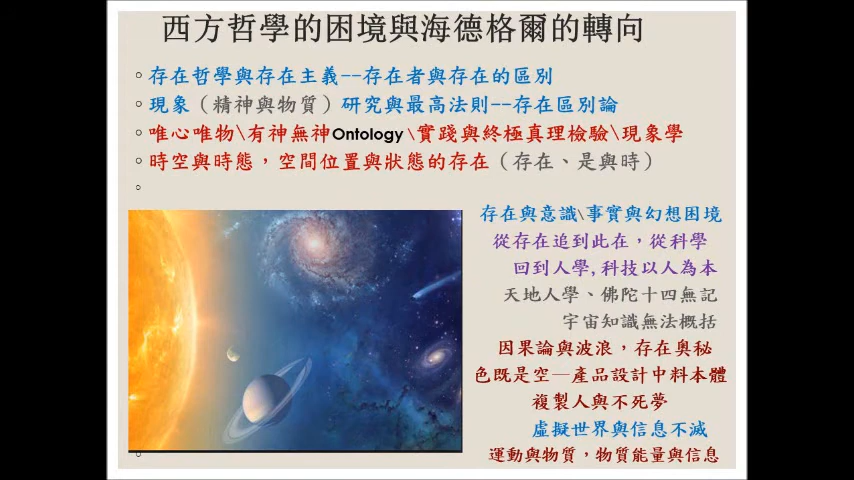 西方哲學的困境與海德格爾的轉向
存在哲學與存在主義--存在者與存在的區別
現象（精神與物質）研究與最高法則--存在區別論
唯心唯物\有神無神Ontology\實踐與終極真理檢驗\現象學
時空與時態，空間位置與狀態的存在（存在、是與時）
存在與意識\事實與幻想困境
從存在追到此在，從科學
回到人學,科技以人為本
天地人學、佛陀十四無記
宇宙知識無法概括
因果論與波浪，存在奧秘
色既是空—產品設計中料本體
複製人與不死夢
虛擬世界與信息不滅
運動與物質，物質能量與信息